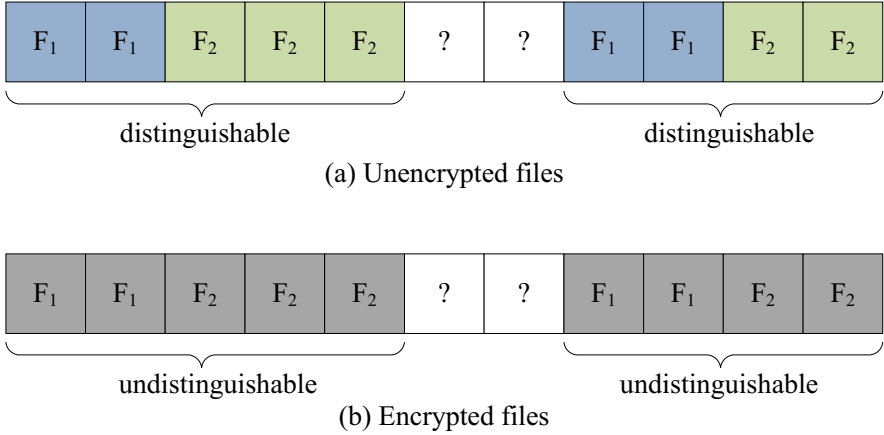 F₁ F₁ F₂ F₂ F₂ ? ? F₁ F₁ F₂ F₂
distinguishable distinguishable
(a) Unencrypted files
F₁ F₁ F₂ F₂ F₂ ? ? F₁ F₁ F₂ F₂
undistinguishable undistinguishable
(b) Encrypted files